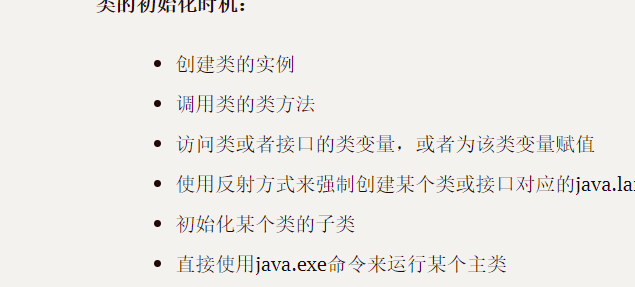 类的初始化时机：
创建类的实例
调用类的类方法
访问类或者接口的类变量，或者为该类变量赋值
使用反射方式来强制创建某个类或接口对应的java.lan
初始化某个类的子类
直接使用java.exe命令来运行某个主类